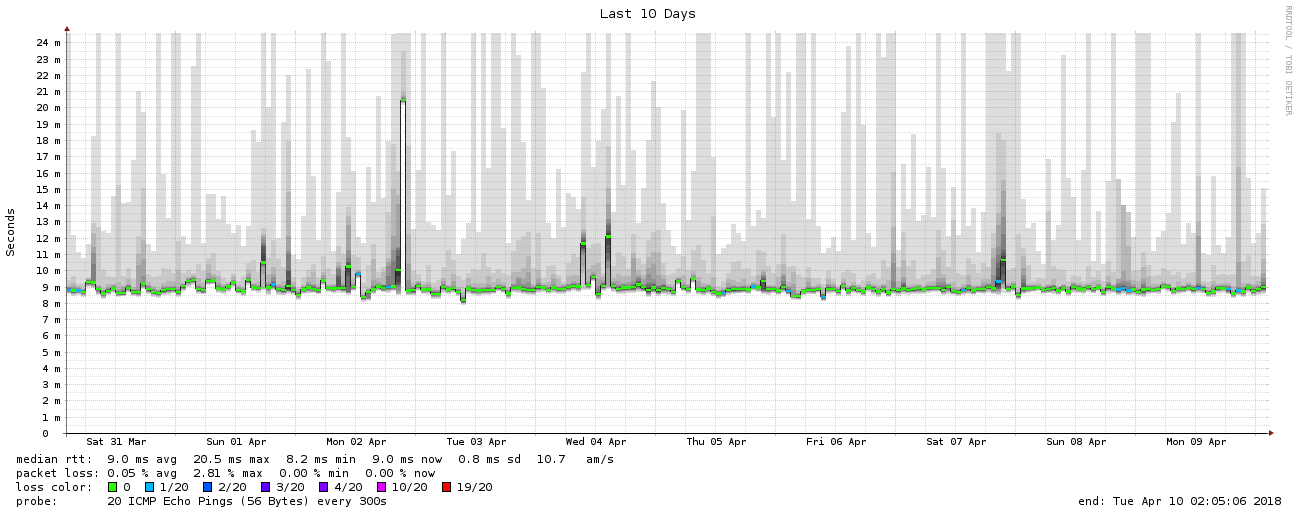 Last 10 Days
RRDTOOL / TOBI OETIKER
Seconds
24 m
23 m
22 m
21 m
20 m
19 m
18 m
17 m
16 m
15 m
14 m
13 m
12 m
11 m
10 m
9 m
8 m
7 m
6 m
5 m
4 m
3 m
2 m
1 m
0
Sat 31 Mar Sun 01 Apr Mon 02 Apr Tue 03 Apr Wed 04 Apr Thu 05 Apr Fri 06 Apr Sat 07 Apr Sun 08 Apr Mon 09 Apr
median rtt: 9.0 ms avg 20.5 ms max 8.2 ms min 9.0 ms now 0.8 ms sd 10.7 am/s
packet loss: 0.05 % avg 2.81 % max 0.00 % min 0.00 % now
loss color: 0 1/20 2/20 3/20 4/20 10/20 19/20
probe: 20 ICMP Echo Pings (56 Bytes) every 300s end: Tue Apr 10 02:05:06 2018